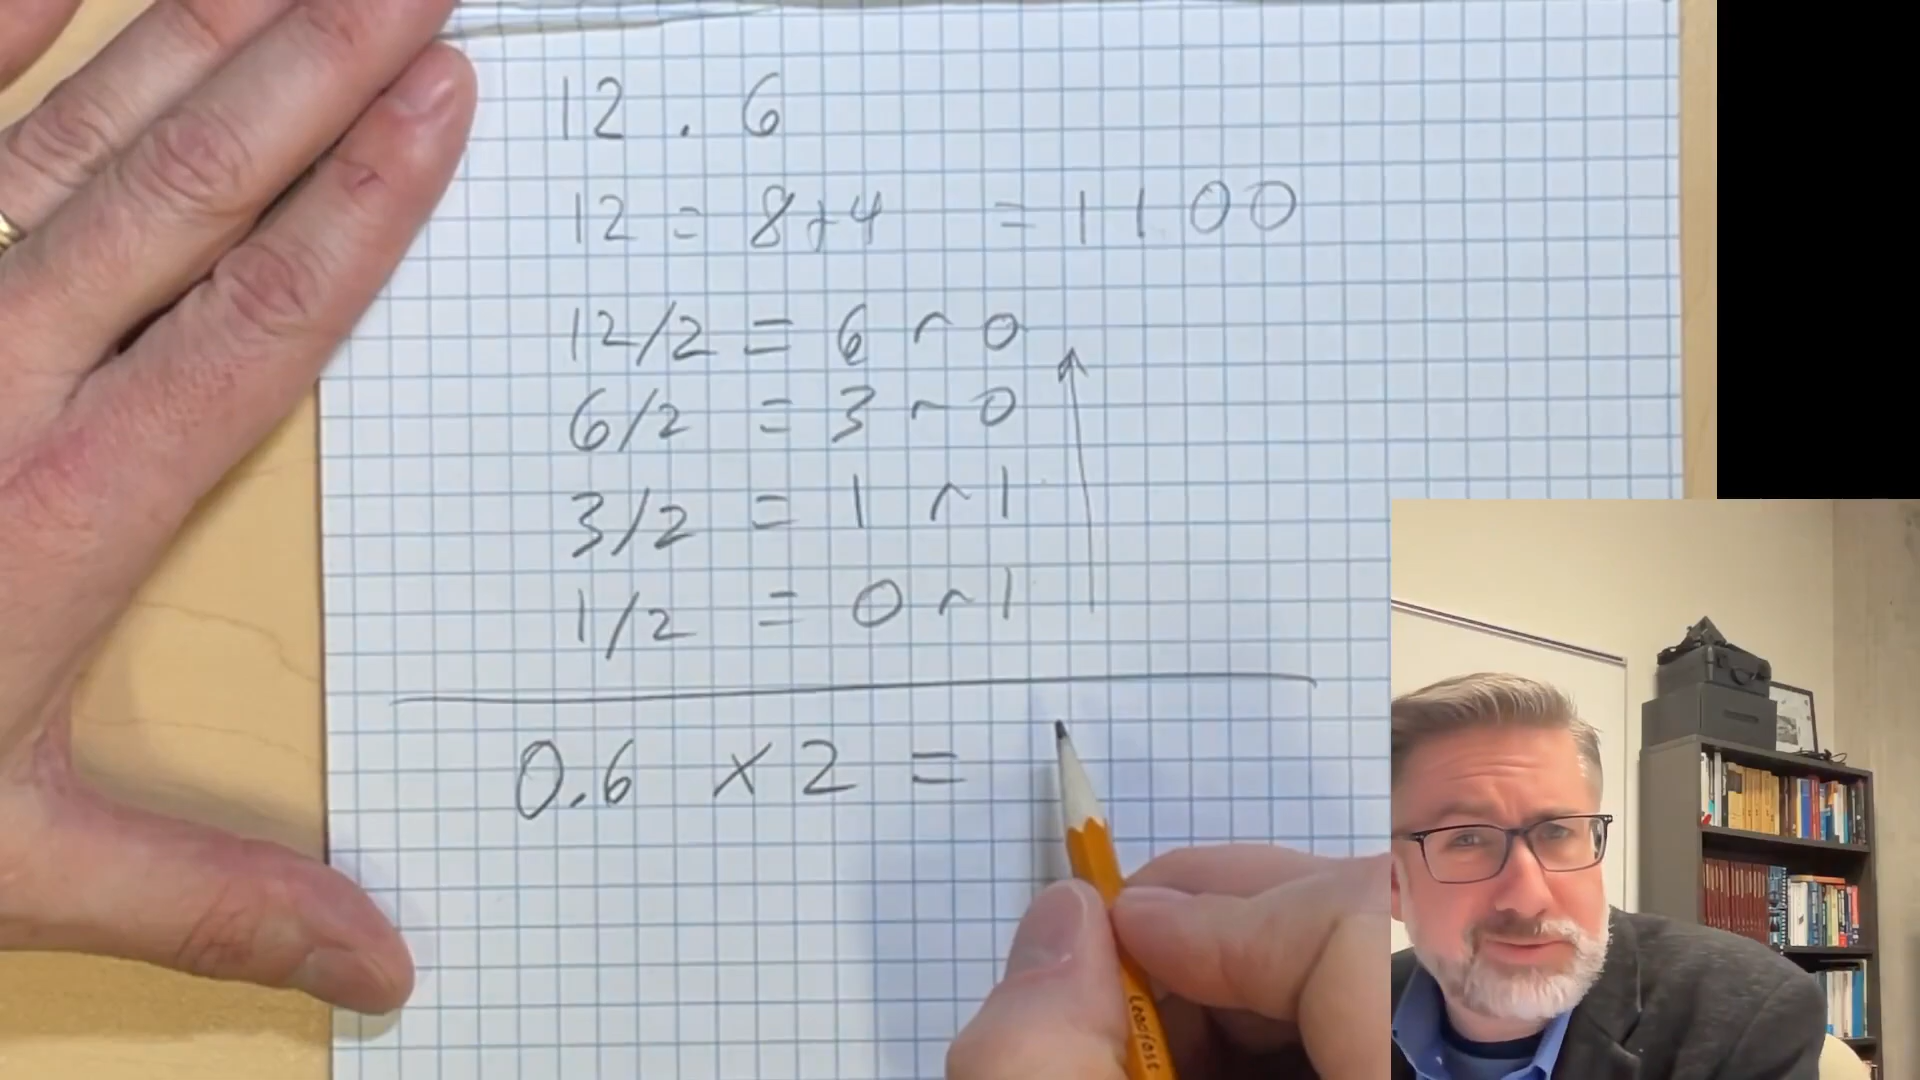 12 . 6
12 = 8+4 = 1100
12/2 = 6 r 0
6/2 = 3 r 0
3/2 = 1 r 1
1/2 = 0 r 1
0.6 x 2 =
Leadfast